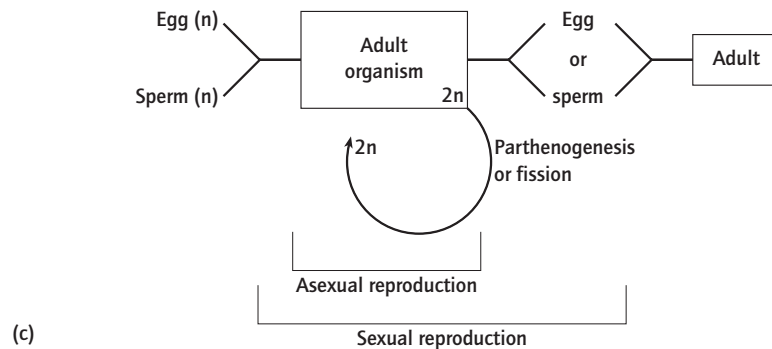 Egg (n)
Sperm (n)
Adult
organism
2n
Egg
or
sperm
Adult
2n
Parthenogenesis
or fission
Asexual reproduction
Sexual reproduction
(c)